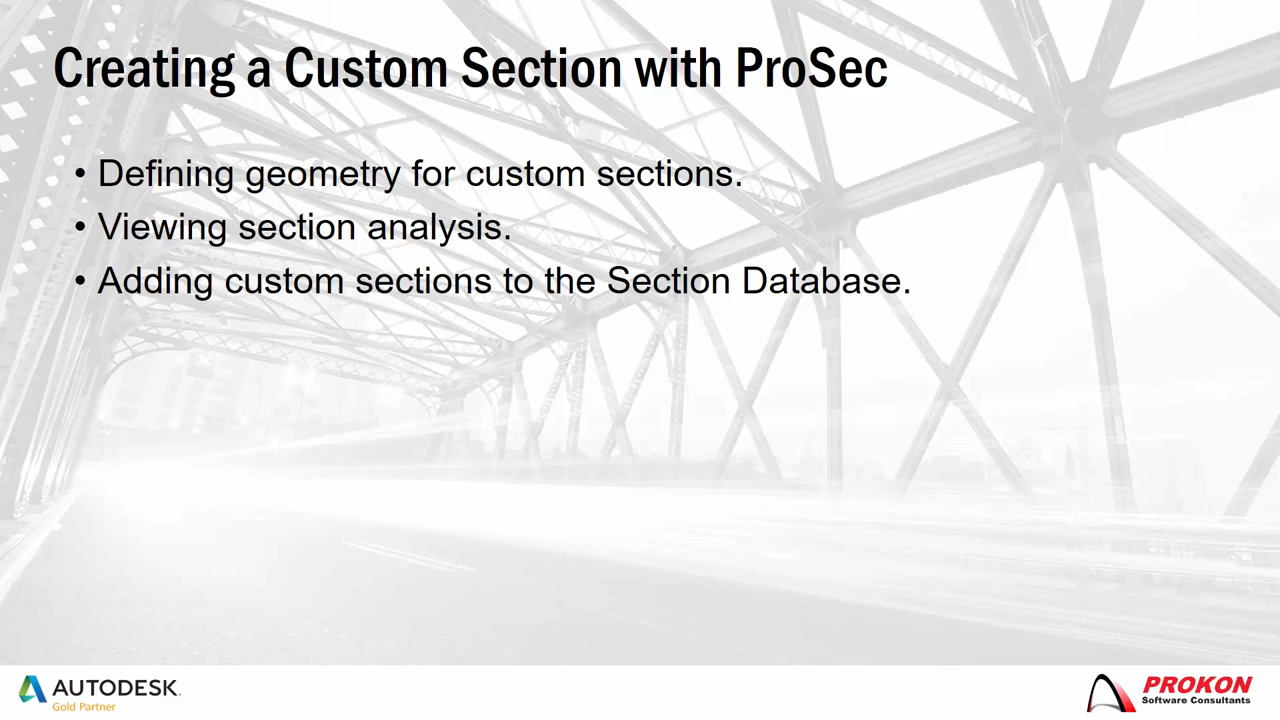 Creating a Custom Section with ProSec
• Defining geometry for custom sections.
• Viewing section analysis.
• Adding custom sections to the Section Database.
AUTODESK.
Gold Partner
PROKON
Software Consultants